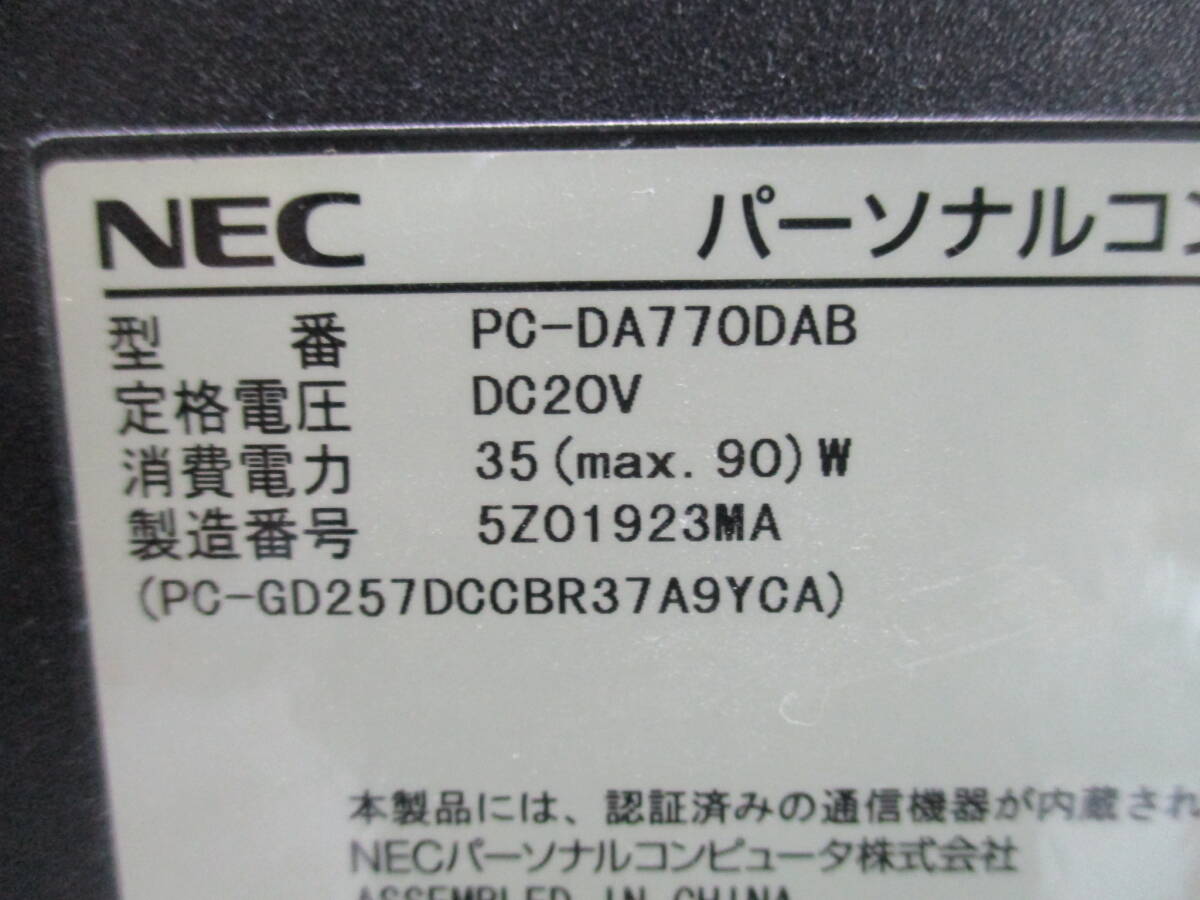 NEC パーソナルコン
型 番 PC-DA770DAB
定格電圧 DC20V
消費電力 35(max. 90)W
製造番号 5Z01923MA
(PC-GD257DCCBR37A9YCA)
本製品には、認証済みの通信機器が内蔵され
NECパーソナルコンピュータ株式会社
ASSEMBLED IN CHINA